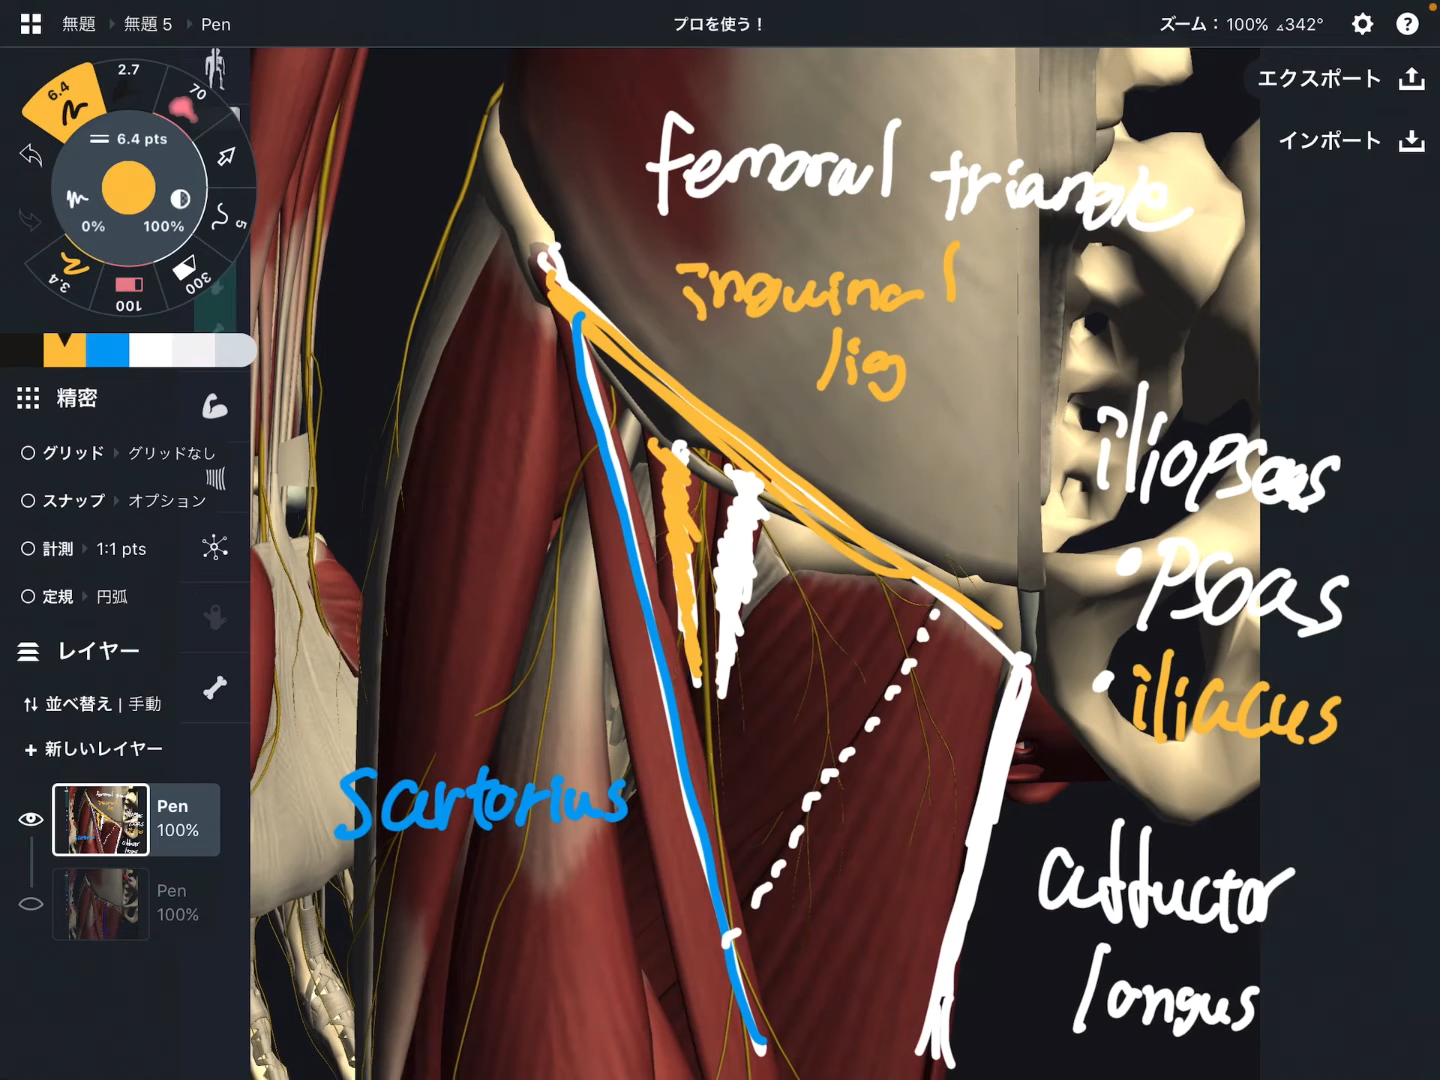 無題 無題 5 Pen
プロを使う！
ズーム： 100% ⊿342°
エクスポート
インポート
2.7
6.4
70
6.4 pts
0% 100%
5
3.4
100
300
精密
グリッド グリッドなし
スナップ オプション
計測 1:1 pts
定規 円弧
レイヤー
並べ替え | 手動
+ 新しいレイヤー
Pen
100%
Pen
100%
femoral triangle
inguinal
lig
iliopsoas
• Psoas
• iliacus
Sartorius
adductor
longus